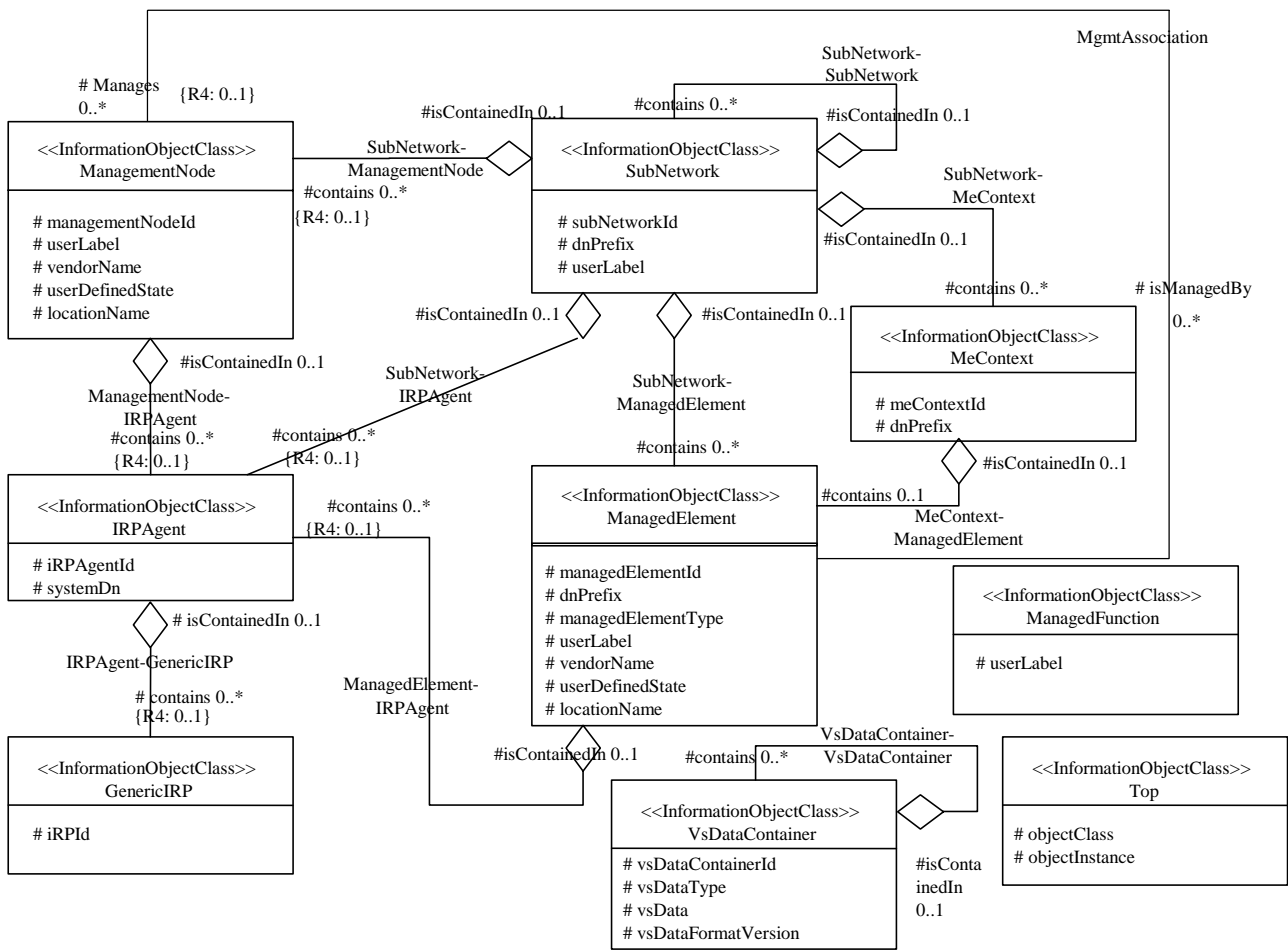 MgmtAssociation
SubNetwork-
SubNetwork
# Manages
0..*
{R4: 0..1}
#isContainedIn 0..1
#contains 0..*
#isContainedIn 0..1
<<InformationObjectClass>>
ManagementNode
# managementNodeId
# userLabel
# vendorName
# userDefinedState
# locationName
SubNetwork-
ManagementNode
#contains 0..*
{R4: 0..1}
<<InformationObjectClass>>
SubNetwork
# subNetworkId
# dnPrefix
# userLabel
SubNetwork-
MeContext
#isContainedIn 0..1
#contains 0..*
# isManagedBy
0..*
#isContainedIn 0..1
#isContainedIn 0..1
<<InformationObjectClass>>
MeContext
# meContextId
# dnPrefix
#isContainedIn 0..1
ManagementNode-
IRPAgent
#contains 0..*
{R4: 0..1}
SubNetwork-
IRPAgent
#contains 0..*
{R4: 0..1}
SubNetwork-
ManagedElement
#contains 0..*
#isContainedIn 0..1
#contains 0..1
MeContext-
ManagedElement
<<InformationObjectClass>>
IRPAgent
# iRPAgentId
# systemDn
#contains 0..*
{R4: 0..1}
<<InformationObjectClass>>
ManagedElement
# managedElementId
# dnPrefix
# managedElementType
# userLabel
# vendorName
# userDefinedState
# locationName
<<InformationObjectClass>>
ManagedFunction
# userLabel
# isContainedIn 0..1
IRPAgent-GenericIRP
# contains 0..*
{R4: 0..1}
ManagedElement-
IRPAgent
#isContainedIn 0..1
<<InformationObjectClass>>
GenericIRP
# iRPId
VsDataContainer-
VsDataContainer
#contains 0..*
<<InformationObjectClass>>
VsDataContainer
# vsDataContainerId
# vsDataType
# vsData
# vsDataFormatVersion
#isConta
inedIn
0..1
<<InformationObjectClass>>
Top
# objectClass
# objectInstance